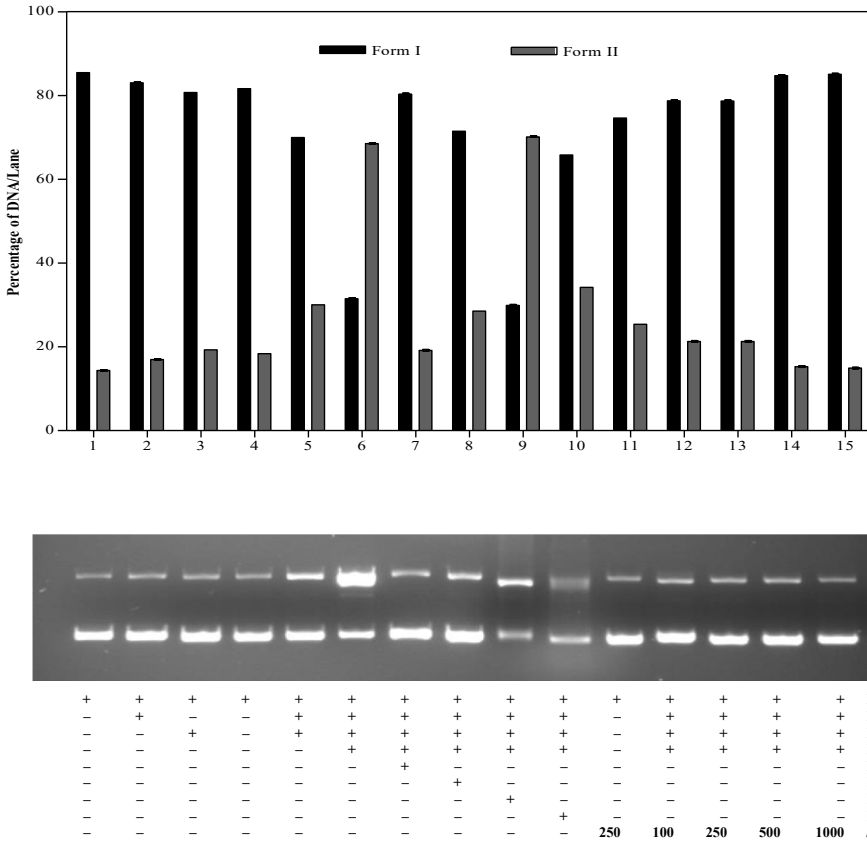 100
80
60
40
20
0
Percentage of DNA/Lane
Form I Form II
1 2 3 4 5 6 7 8 9 10 11 12 13 14 15
+ + + + + + + + + + + + + + +
– + – – + + + + + + – + + + +
– – + – + + + + + + – + + + +
– – – – – + + + + + – + + + +
– – – – – – + – – – – – – – –
– – – – – – – + – – – – – – –
– – – – – – – – + – – – – – –
– – – – – – – – – + – – – – –
– – – – – – – – – – 250 100 250 500 1000